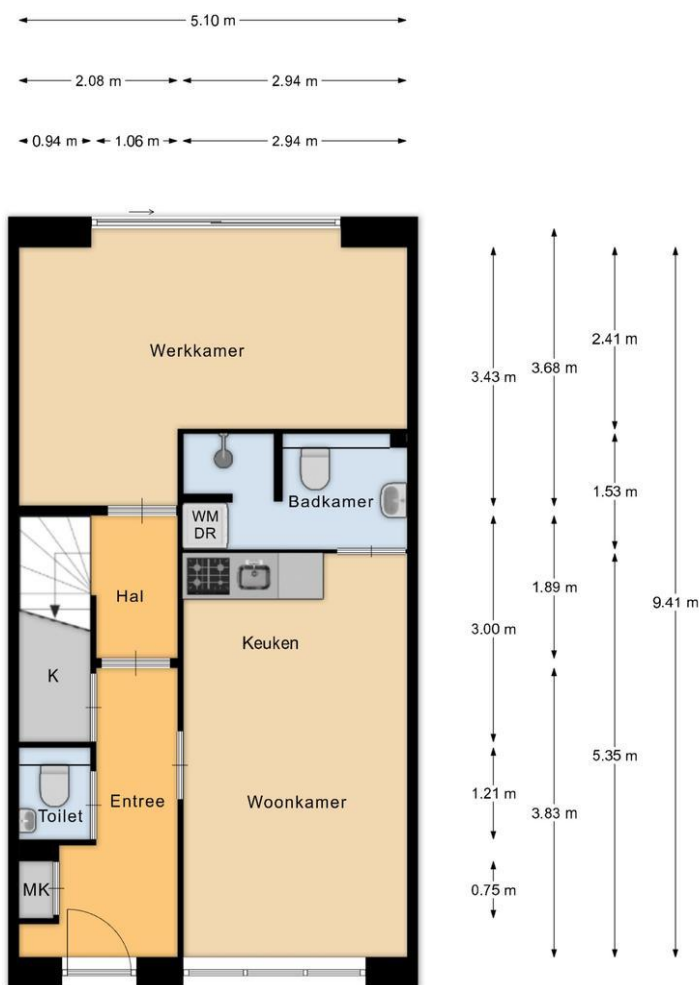 5.10 m
2.08 m 2.94 m
0.94 m 1.06 m 2.94 m
Werkkamer
2.41 m
3.43 m 3.68 m
Badkamer
1.53 m
WM
DR
Hal
1.89 m
9.41 m
3.00 m
Keuken
K
5.35 m
1.21 m
Toilet
Entree
Woonkamer
3.83 m
MK
0.75 m